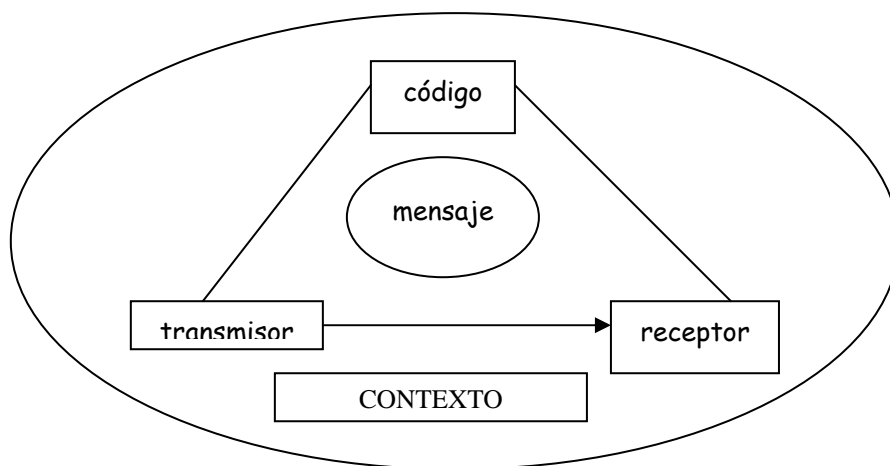 código
mensaje
transmisor
receptor
CONTEXTO